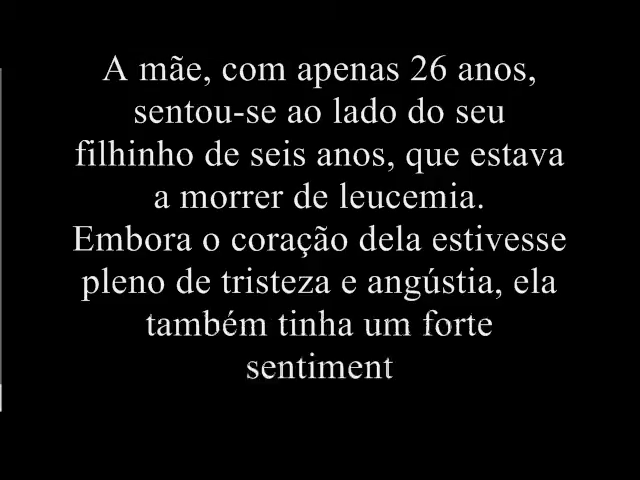 A mãe, com apenas 26 anos,
sentou-se ao lado do seu
filhinho de seis anos, que estava
a morrer de leucemia.
Embora o coração dela estivesse
pleno de tristeza e angústia, ela
também tinha um forte
sentiment